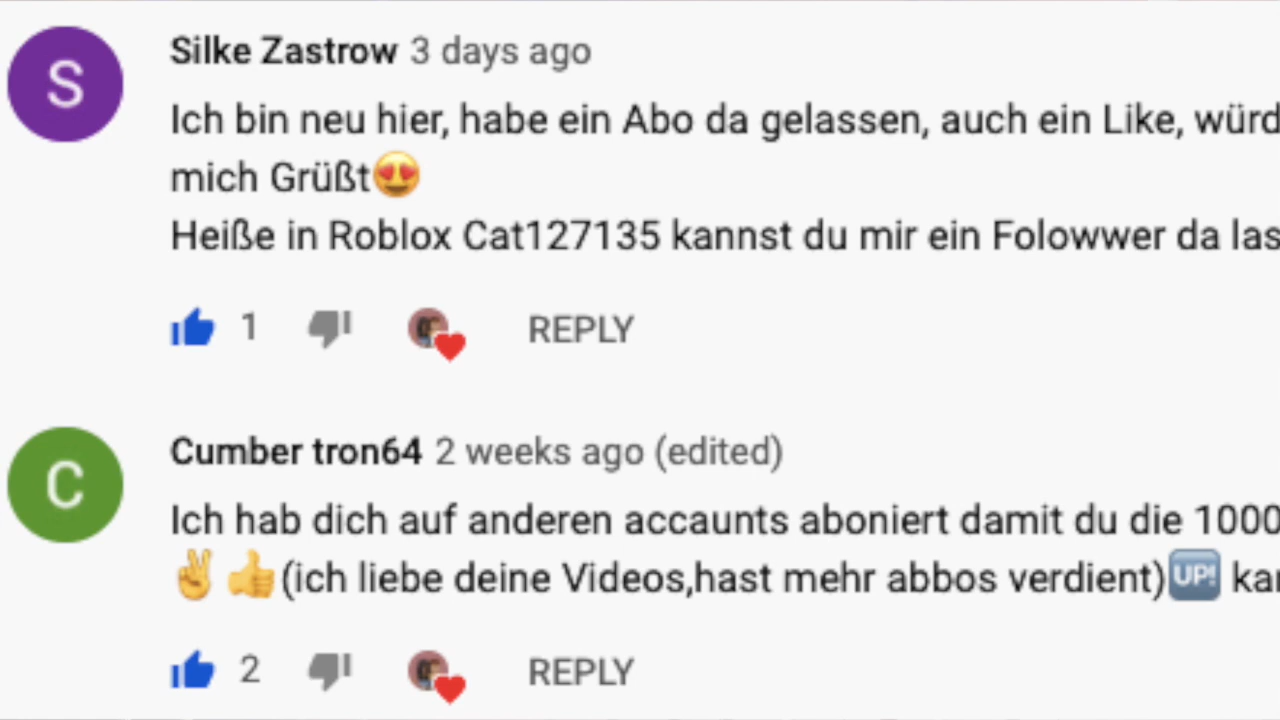 S
Silke Zastrow 3 days ago
Ich bin neu hier, habe ein Abo da gelassen, auch ein Like, würd
mich Grüßt😍
Heiße in Roblox Cat127135 kannst du mir ein Folowwer da las
1 REPLY
C
Cumber tron64 2 weeks ago (edited)
Ich hab dich auf anderen accaunts aboniert damit du die 1000
✌️👍(ich liebe deine Videos,hast mehr abbos verdient)🆙
2 REPLY